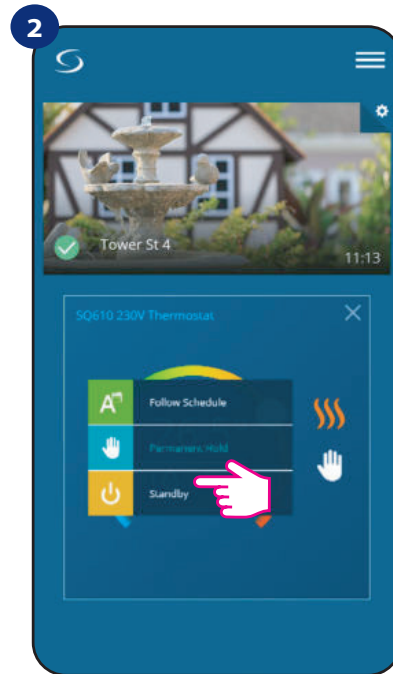 2
Tower St 4
11:13
SQ610 230V Thermostat
A
Follow Schedule
Permanent Hold
Standby